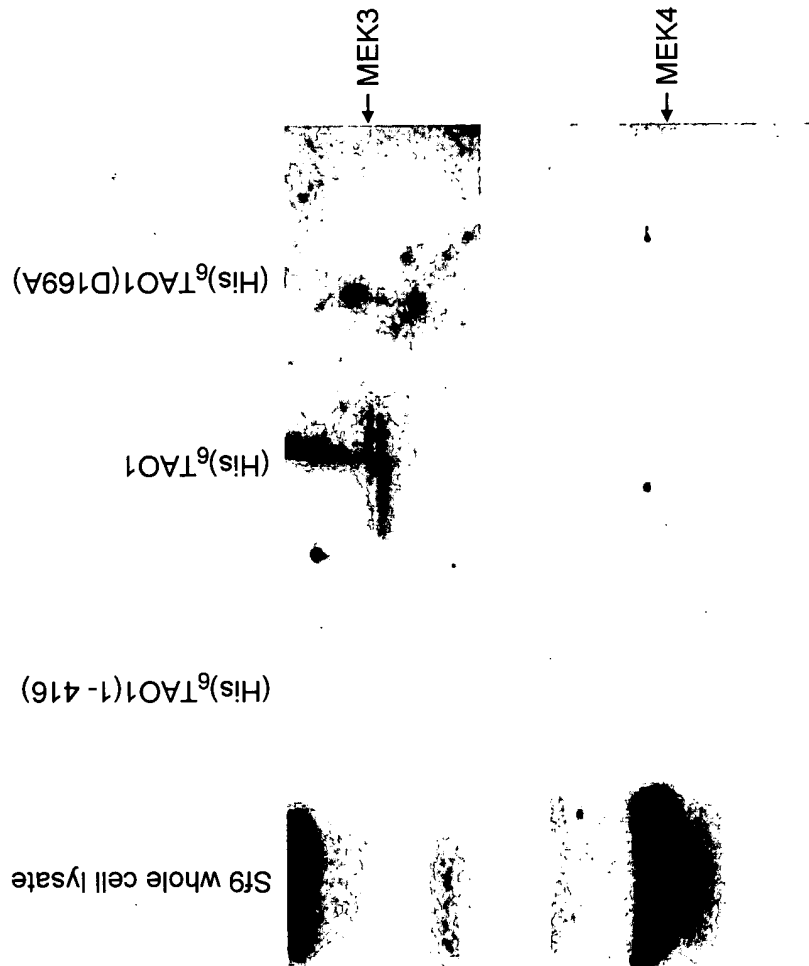 MEK3
MEK4
(His)6TAO1(D169A)
(His)6TAO1
(His)6TAO1(1- 416)
Sf9 whole cell lysate